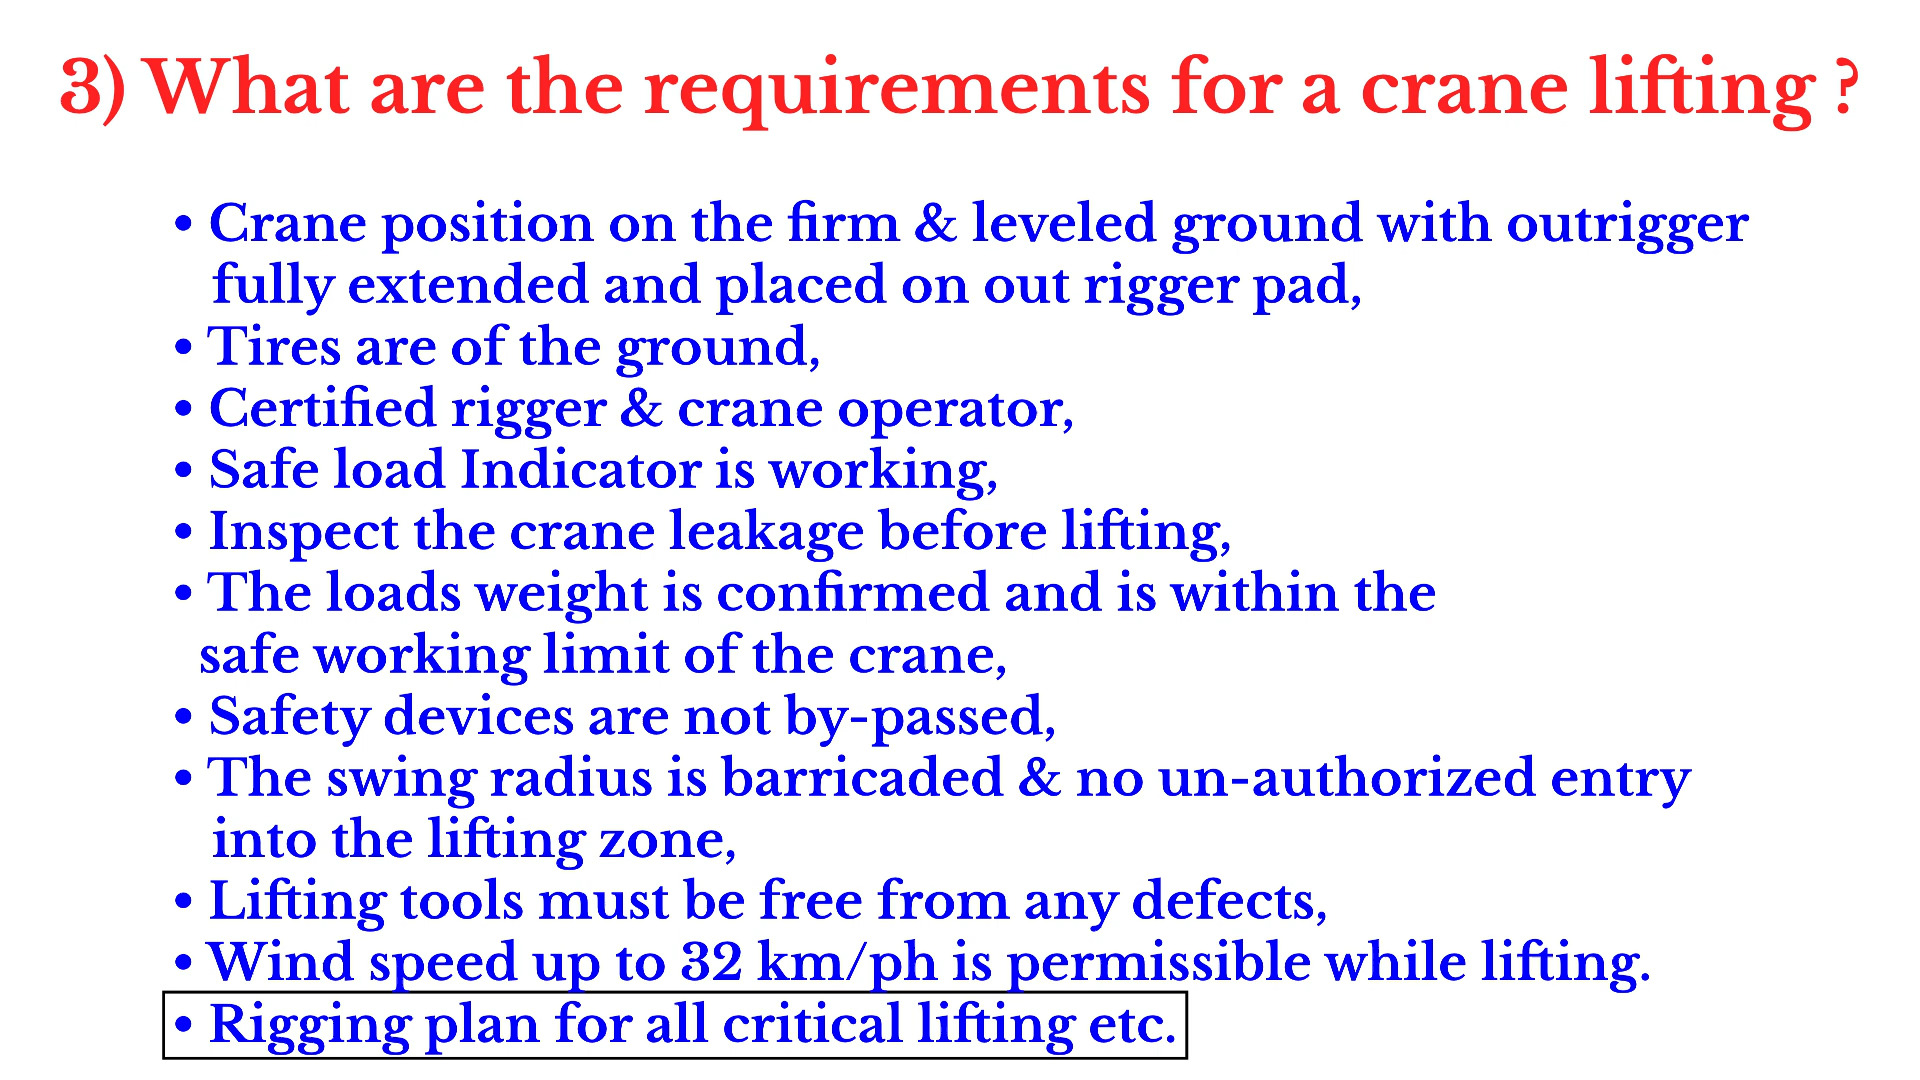 3) What are the requirements for a crane lifting ?
• Crane position on the firm & leveled ground with outrigger
fully extended and placed on out rigger pad,
• Tires are of the ground,
• Certified rigger & crane operator,
• Safe load Indicator is working,
• Inspect the crane leakage before lifting,
• The loads weight is confirmed and is within the
safe working limit of the crane,
• Safety devices are not by-passed,
• The swing radius is barricaded & no un-authorized entry
into the lifting zone,
• Lifting tools must be free from any defects,
• Wind speed up to 32 km/ph is permissible while lifting.
• Rigging plan for all critical lifting etc.